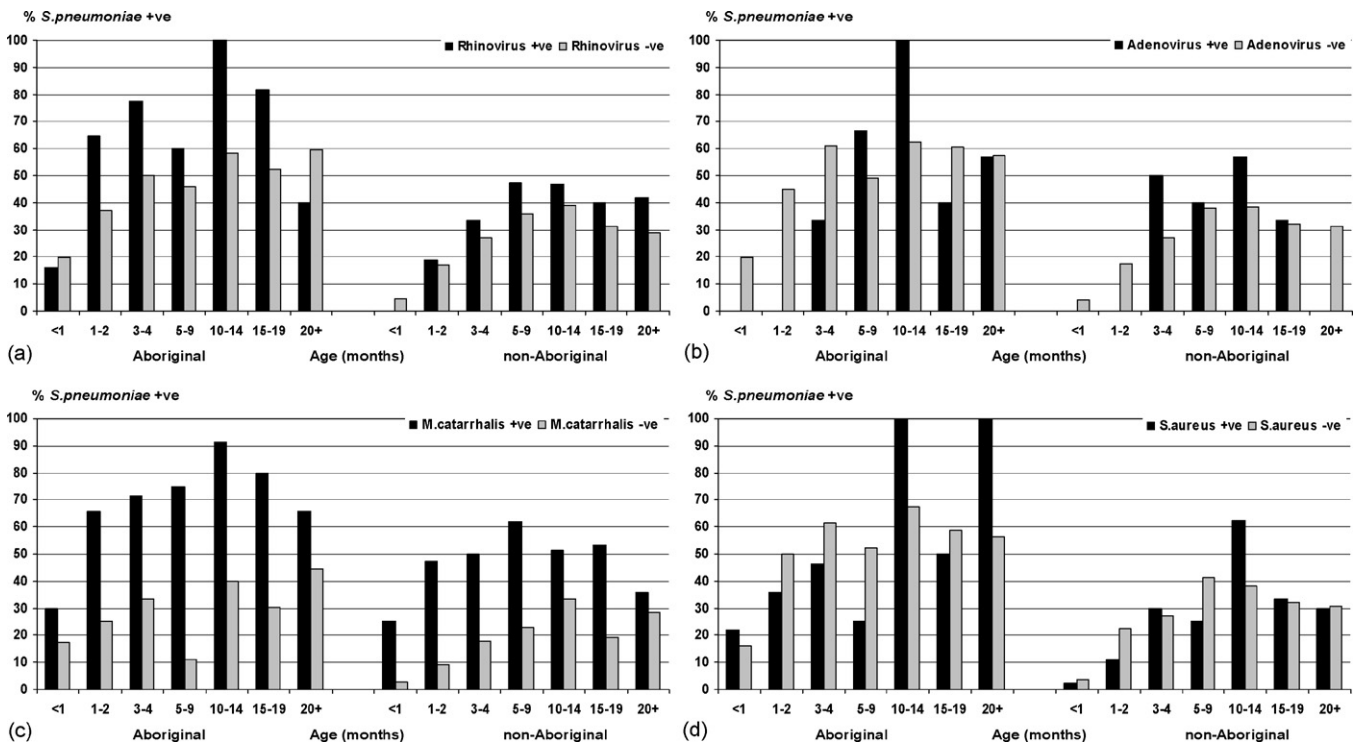 % S.pneumoniae +ve
100
90
80
70
60
50
40
30
20
10
0
Rhinovirus +ve Rhinovirus -ve
<1 1-2 3-4 5-9 10-14 15-19 20+ <1 1-2 3-4 5-9 10-14 15-19 20+
(a) Aboriginal Age (months) non-Aboriginal
% S.pneumoniae +ve
100
90
80
70
60
50
40
30
20
10
0
Adenovirus +ve Adenovirus -ve
<1 1-2 3-4 5-9 10-14 15-19 20+ <1 1-2 3-4 5-9 10-14 15-19 20+
(b) Aboriginal Age (months) non-Aboriginal
% S.pneumoniae +ve
100
90
80
70
60
50
40
30
20
10
0
M.catarrhalis +ve M.catarrhalis -ve
<1 1-2 3-4 5-9 10-14 15-19 20+ <1 1-2 3-4 5-9 10-14 15-19 20+
(c) Aboriginal Age (months) non-Aboriginal
% S.pneumoniae +ve
100
90
80
70
60
50
40
30
20
10
0
S.aureus +ve S.aureus -ve
<1 1-2 3-4 5-9 10-14 15-19 20+ <1 1-2 3-4 5-9 10-14 15-19 20+
(d) Aboriginal Age (months) non-Aboriginal